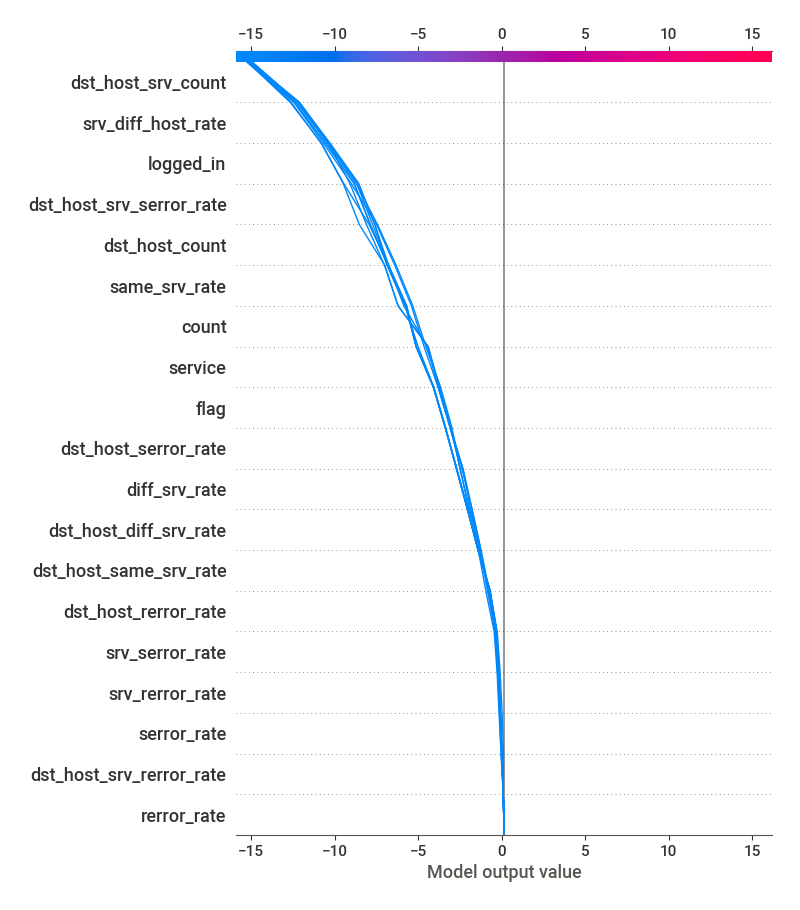 −15 −10 −5 0 5 10 15
dst_host_srv_count
srv_diff_host_rate
logged_in
dst_host_srv_serror_rate
dst_host_count
same_srv_rate
count
service
flag
dst_host_serror_rate
diff_srv_rate
dst_host_diff_srv_rate
dst_host_same_srv_rate
dst_host_rerror_rate
srv_serror_rate
srv_rerror_rate
serror_rate
dst_host_srv_rerror_rate
rerror_rate
−15 −10 −5 0 5 10 15
Model output value